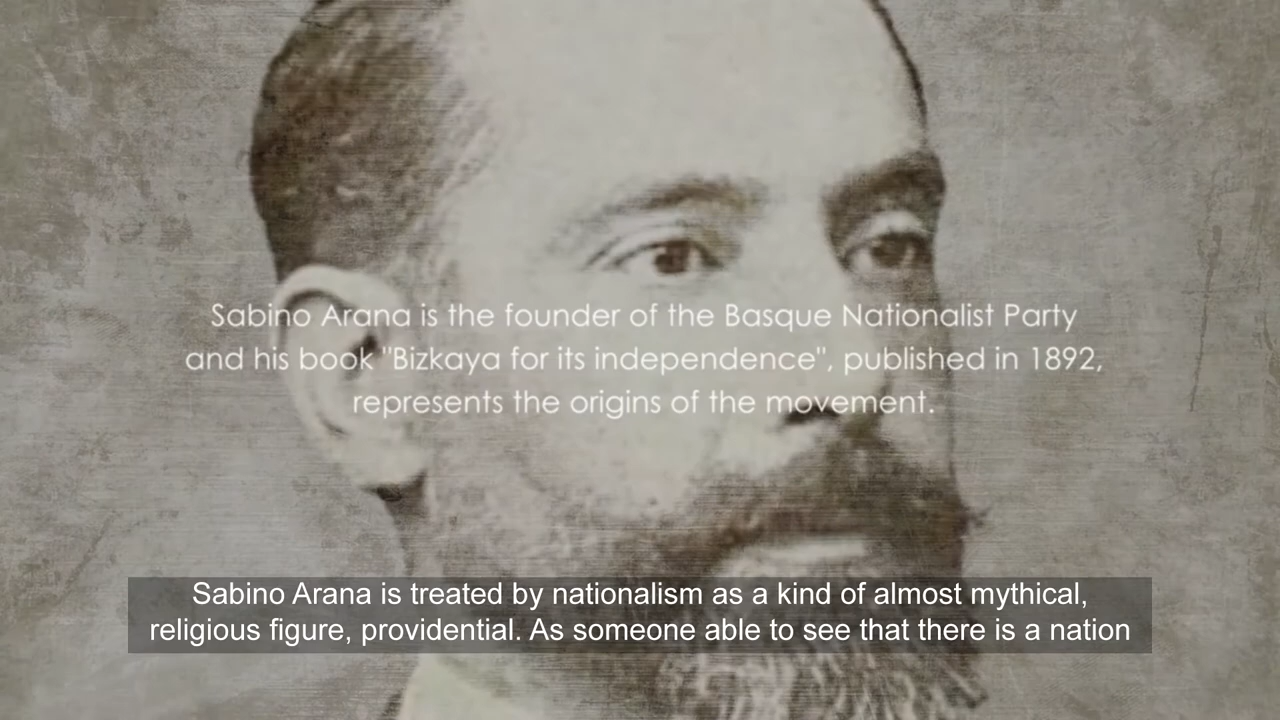 Sabino Arana is the founder of the Basque Nationalist Party
and his book "Bizkaya for its independence", published in 1892,
represents the origins of the movement.
Sabino Arana is treated by nationalism as a kind of almost mythical,
religious figure, providential. As someone able to see that there is a nation